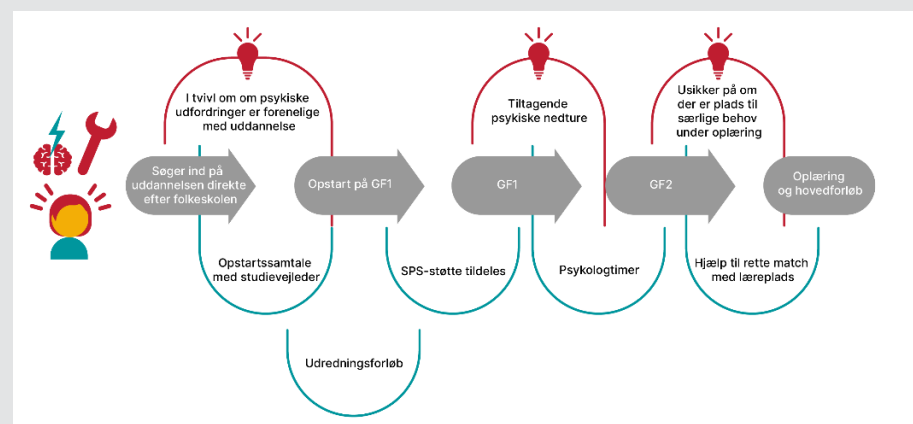 I tvivl om om psykiske
udfordringer er forenelige
med uddannelse
Tiltagende
psykiske nedture
Usikker på om
der er plads til
særlige behov
under oplæring
Søger ind på
uddannelsen direkte
efter folkeskolen
Opstart på GF1
GF1
GF2
Oplæring
og hovedforløb
Opstartssamtale
med studievejleder
SPS-støtte tildeles
Psykologtimer
Hjælp til rette match
med læreplads
Udredningsforløb